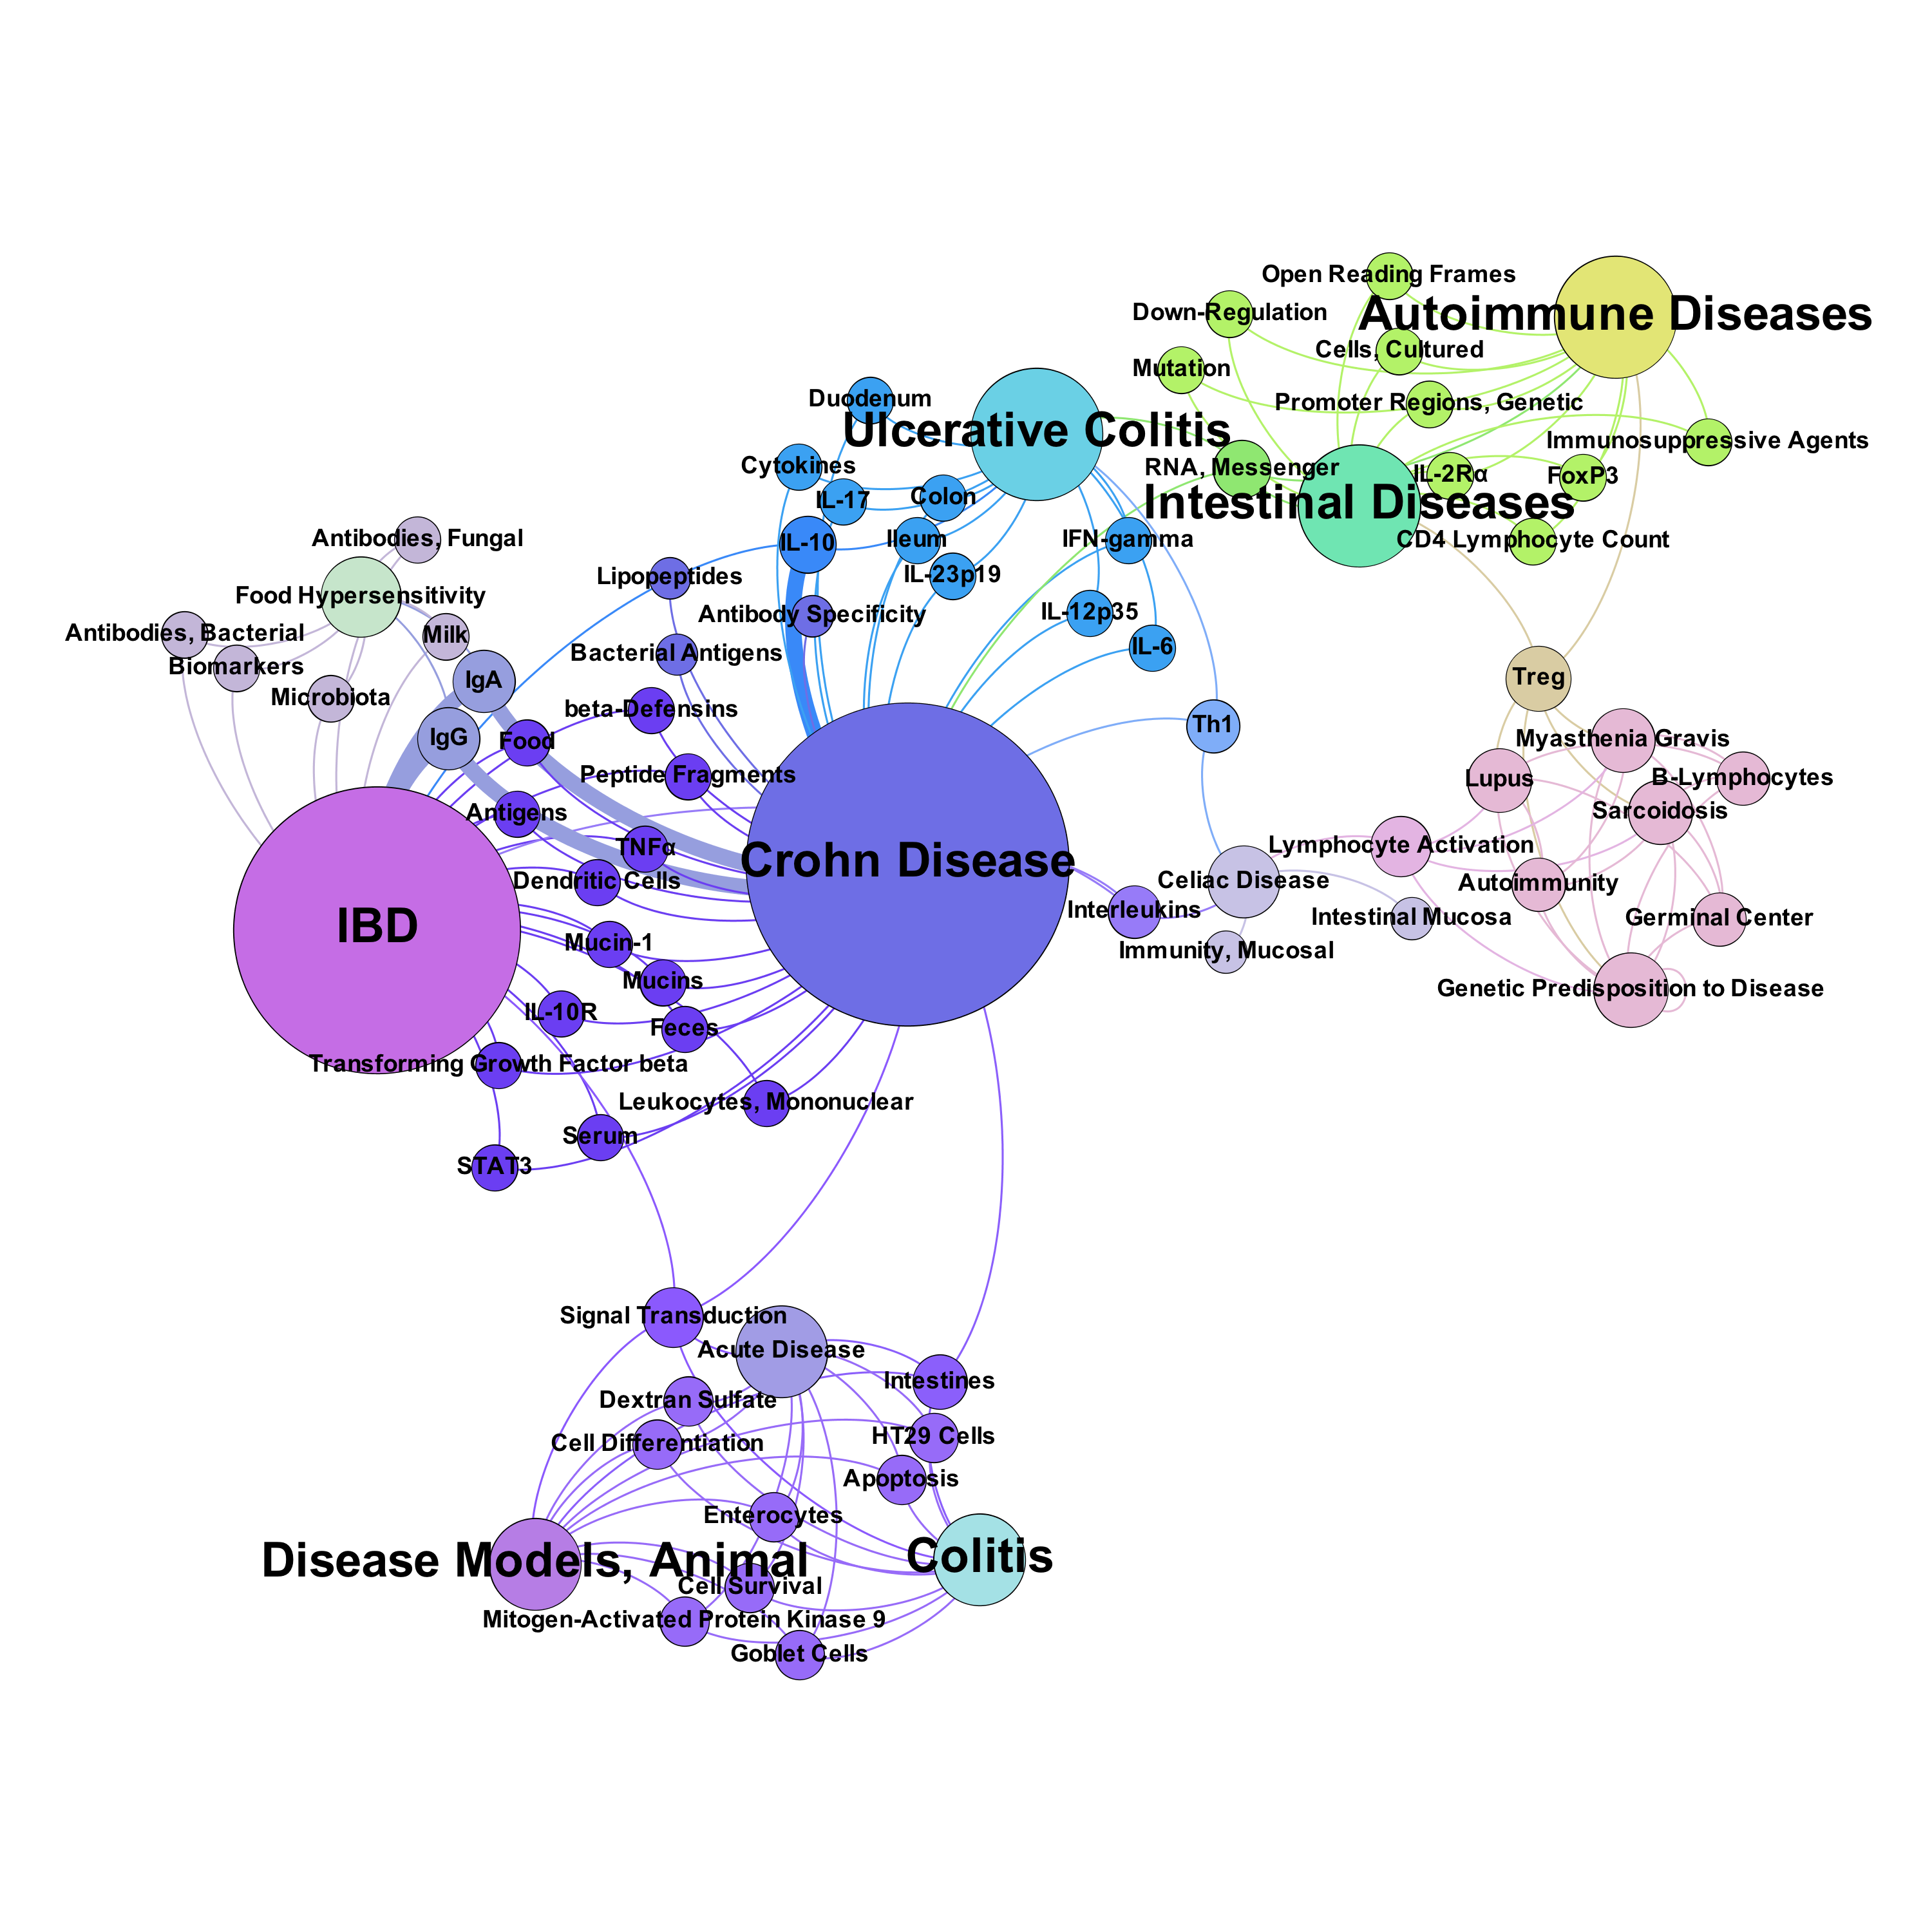 Open Reading Frames
Down-Regulation
Autoimmune Diseases
Cells, Cultured
Mutation
Duodenum
Promoter Regions, Genetic
Ulcerative Colitis
Immunosuppressive Agents
Cytokines
RNA, Messenger
IL-2Rα
FoxP3
IL-17
Colon
Intestinal Diseases
Antibodies, Fungal
IL-10
Ileum
IFN-gamma
CD4 Lymphocyte Count
Lipopeptides
IL-23p19
Food Hypersensitivity
Antibody Specificity
IL-12p35
Antibodies, Bacterial
Milk
Bacterial Antigens
IL-6
Biomarkers
IgA
Treg
Microbiota
beta-Defensins
Th1
IgG
Food
Myasthenia Gravis
Peptide Fragments
Lupus
B-Lymphocytes
Antigens
Sarcoidosis
TNFα
Lymphocyte Activation
Crohn Disease
Dendritic Cells
Celiac Disease
Autoimmunity
Interleukins
Intestinal Mucosa
Germinal Center
IBD
Mucin-1
Immunity, Mucosal
Mucins
Genetic Predisposition to Disease
IL-10R
Feces
Transforming Growth Factor beta
Leukocytes, Mononuclear
Serum
STAT3
Signal Transduction
Acute Disease
Intestines
Dextran Sulfate
HT29 Cells
Cell Differentiation
Apoptosis
Enterocytes
Disease Models, Animal
Colitis
Cell Survival
Mitogen-Activated Protein Kinase 9
Goblet Cells